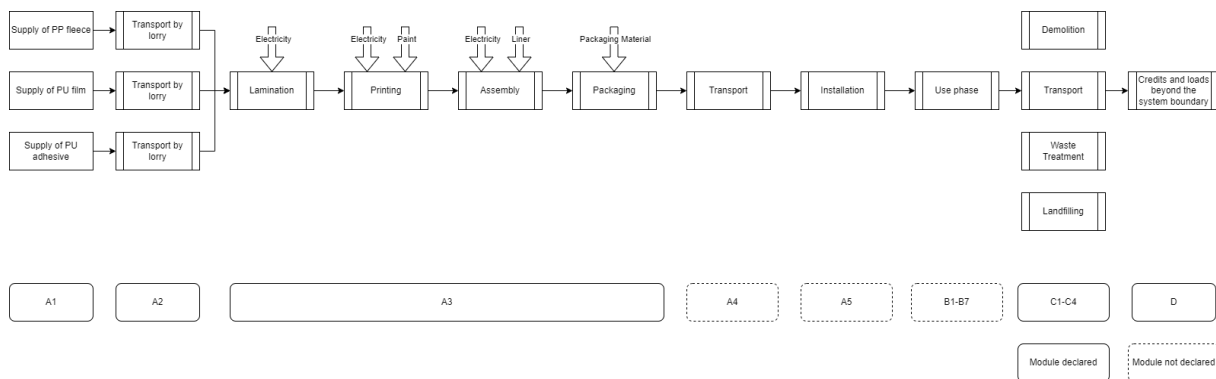 Supply of PP fleece
Transport by
lorry
Electricity
Electricity
Paint
Electricity
Liner
Packaging Material
Demolition
Supply of PU film
Transport by
lorry
Lamination
Printing
Assembly
Packaging
Transport
Installation
Use phase
Transport
Credits and loads
beyond the
system boundary
Supply of PU
adhesive
Transport by
lorry
Waste
Treatment
Landfilling
A1
A2
A3
A4
A5
B1-B7
C1-C4
D
Module declared
Module not declared